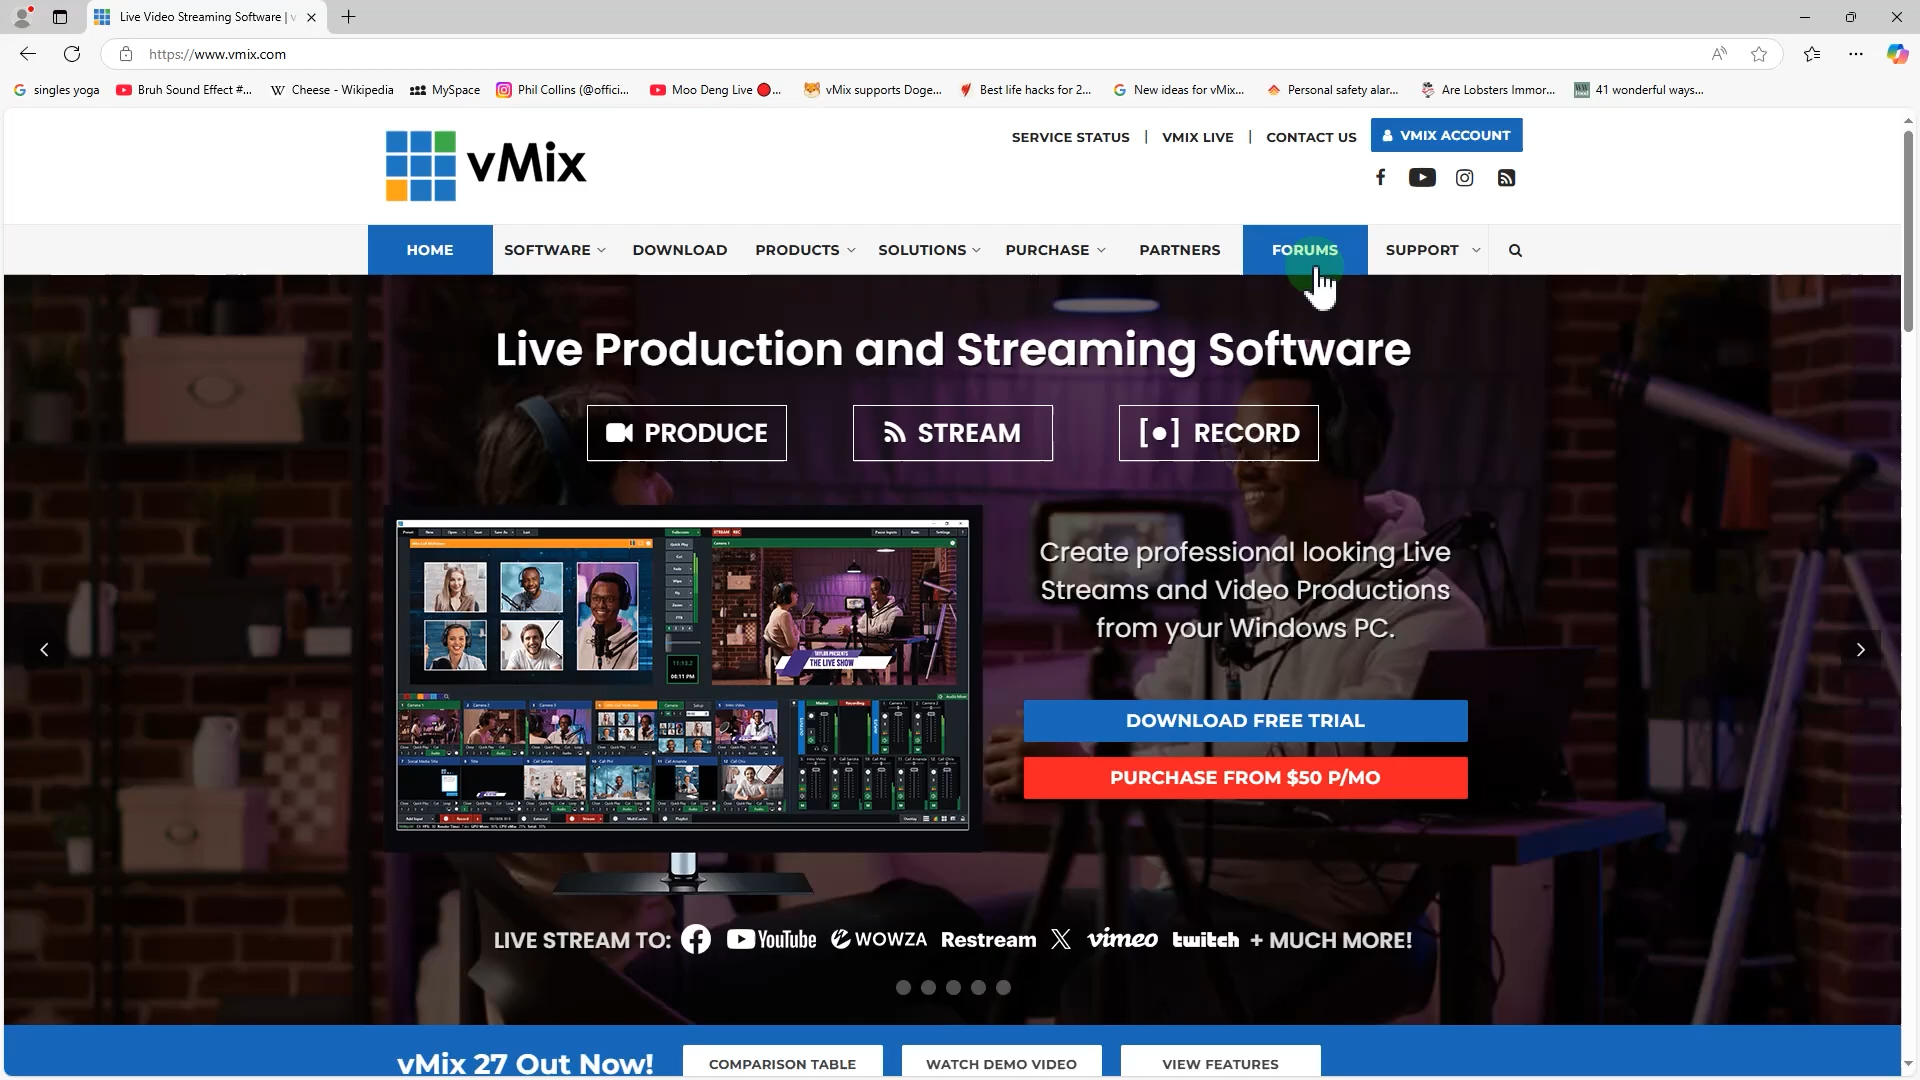 Live Video Streaming Software | v
https://www.vmix.com
singles yoga
Bruh Sound Effect #...
Cheese - Wikipedia
MySpace
Phil Collins (@offici...
Moo Deng Live 🔴...
vMix supports Doge...
Best life hacks for 2...
New ideas for vMix...
Personal safety alar...
Are Lobsters Immor...
41 wonderful ways...
SERVICE STATUS | VMIX LIVE | CONTACT US
VMIX ACCOUNT
vMix
HOME
SOFTWARE
DOWNLOAD
PRODUCTS
SOLUTIONS
PURCHASE
PARTNERS
FORUMS
SUPPORT
Live Production and Streaming Software
PRODUCE
STREAM
[●] RECORD
Create professional looking Live
Streams and Video Productions
from your Windows PC.
TAYLOR PRESENTS
THE LIVE SHOW
DOWNLOAD FREE TRIAL
PURCHASE FROM $50 P/MO
LIVE STREAM TO: YouTube WOWZA Restream X vimeo twitch + MUCH MORE!
vMix 27 Out Now!
COMPARISON TABLE
WATCH DEMO VIDEO
VIEW FEATURES